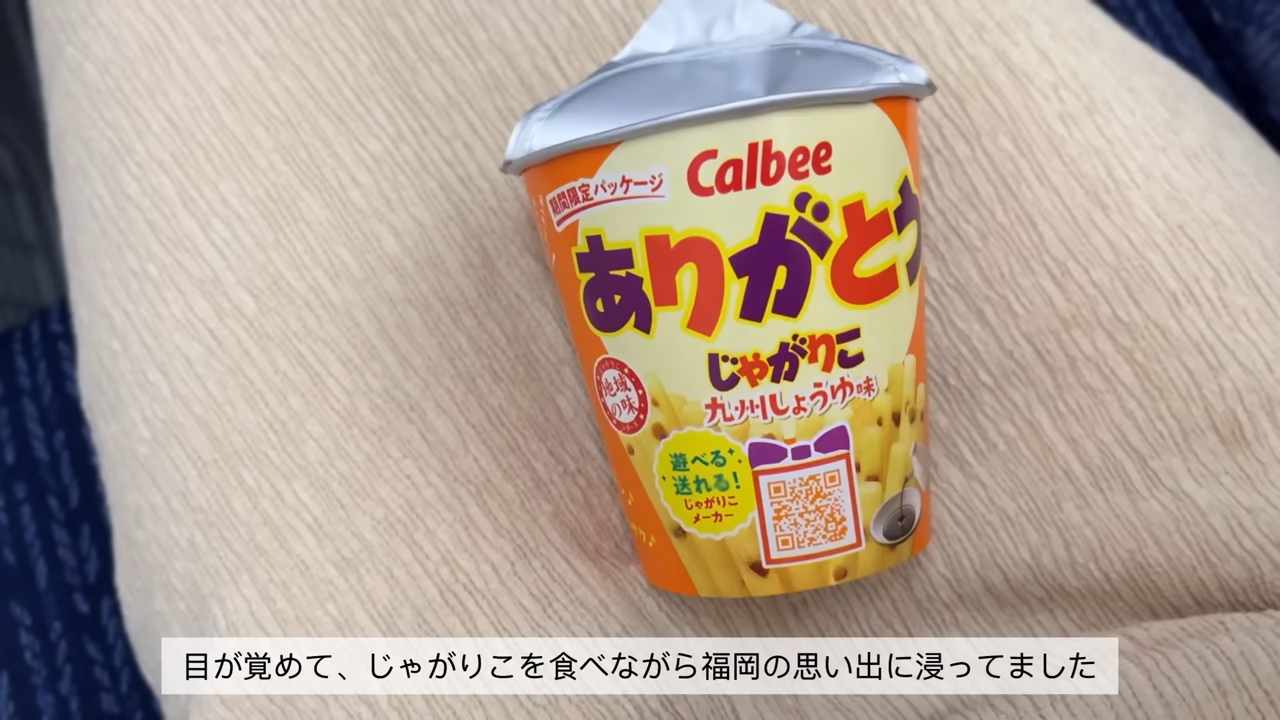 Calbee
期間限定パッケージ
ありがとう
じゃがりこ
九州しょうゆ味
地域
の味
遊べる
送れる!
じゃがりこ
メーカー
目が覚めて、じゃがりこを食べながら福岡の思い出に浸ってました